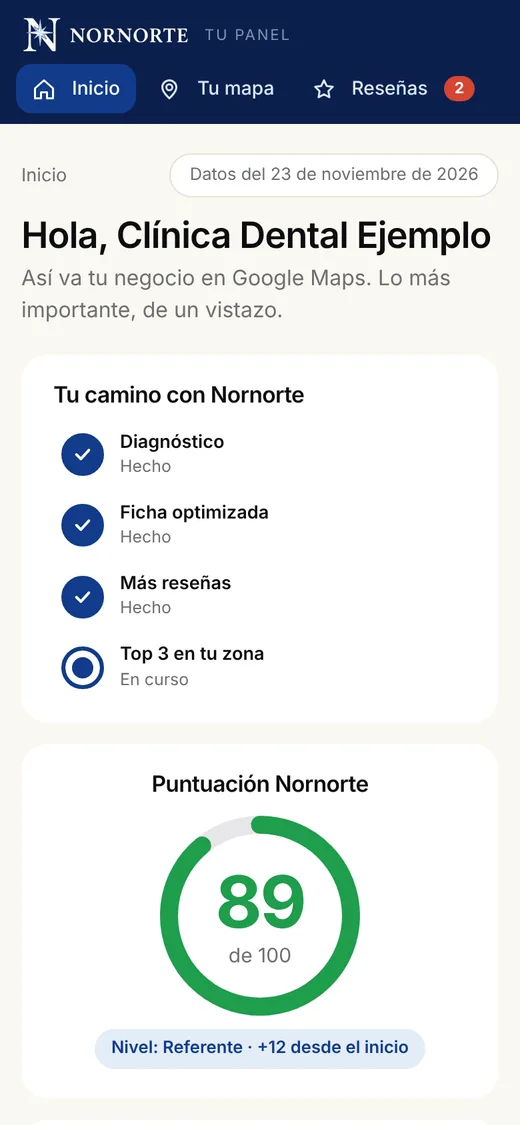 NORNORTE TU PANEL
Inicio
Tu mapa
Reseñas
2
Inicio
Datos del 23 de noviembre de 2026
Hola, Clínica Dental Ejemplo
Así va tu negocio en Google Maps. Lo más
importante, de un vistazo.
Tu camino con Nornorte
Diagnóstico
Hecho
Ficha optimizada
Hecho
Más reseñas
Hecho
Top 3 en tu zona
En curso
Puntuación Nornorte
89
de 100
Nivel: Referente · +12 desde el inicio